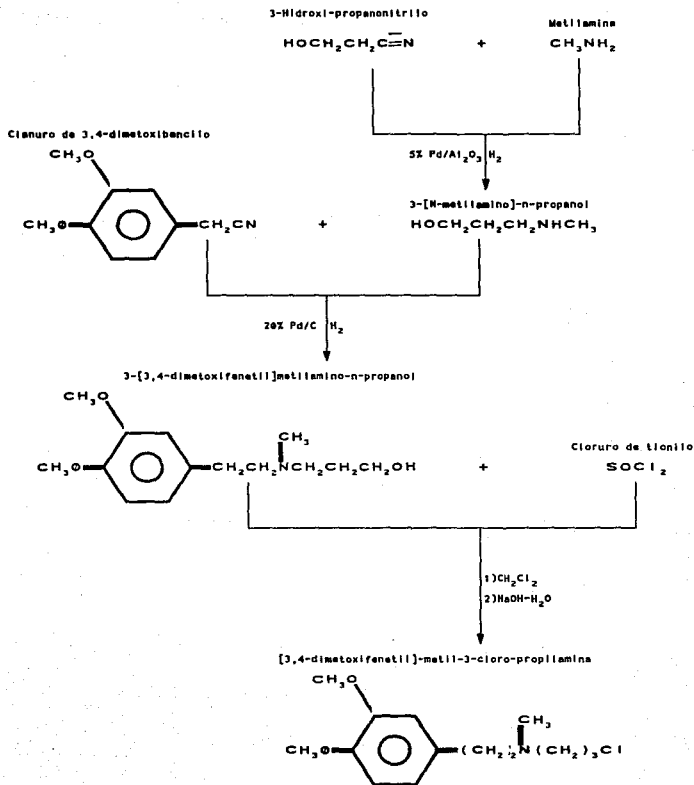 3-Hidroxi-propanonitrilo
Metilamina
HOCH₂CH₂C≡N + CH₃NH₂
Cianuro de 3,4-dimetoxibencilo
5% Pd/Al₂O₃ H₂
CH₃O
3-[N-metilamino]-n-propanol
CH₃O CH₂CN + HOCH₂CH₂CH₂NHCH₃
20% Pd/C H₂
3-[3,4-dimetoxifenetil]metilamino-n-propanol
CH₃O
CH₃
Cloruro de tionilo
CH₃O CH₂CH₂NCH₂CH₂CH₂OH + SOCl₂
1)CH₂Cl₂
2)NaOH-H₂O
[3,4-dimetoxifenetil]-metil-3-cloro-propilamina
CH₃O
CH₃
CH₃O (CH₂)₂N(CH₂)₃Cl